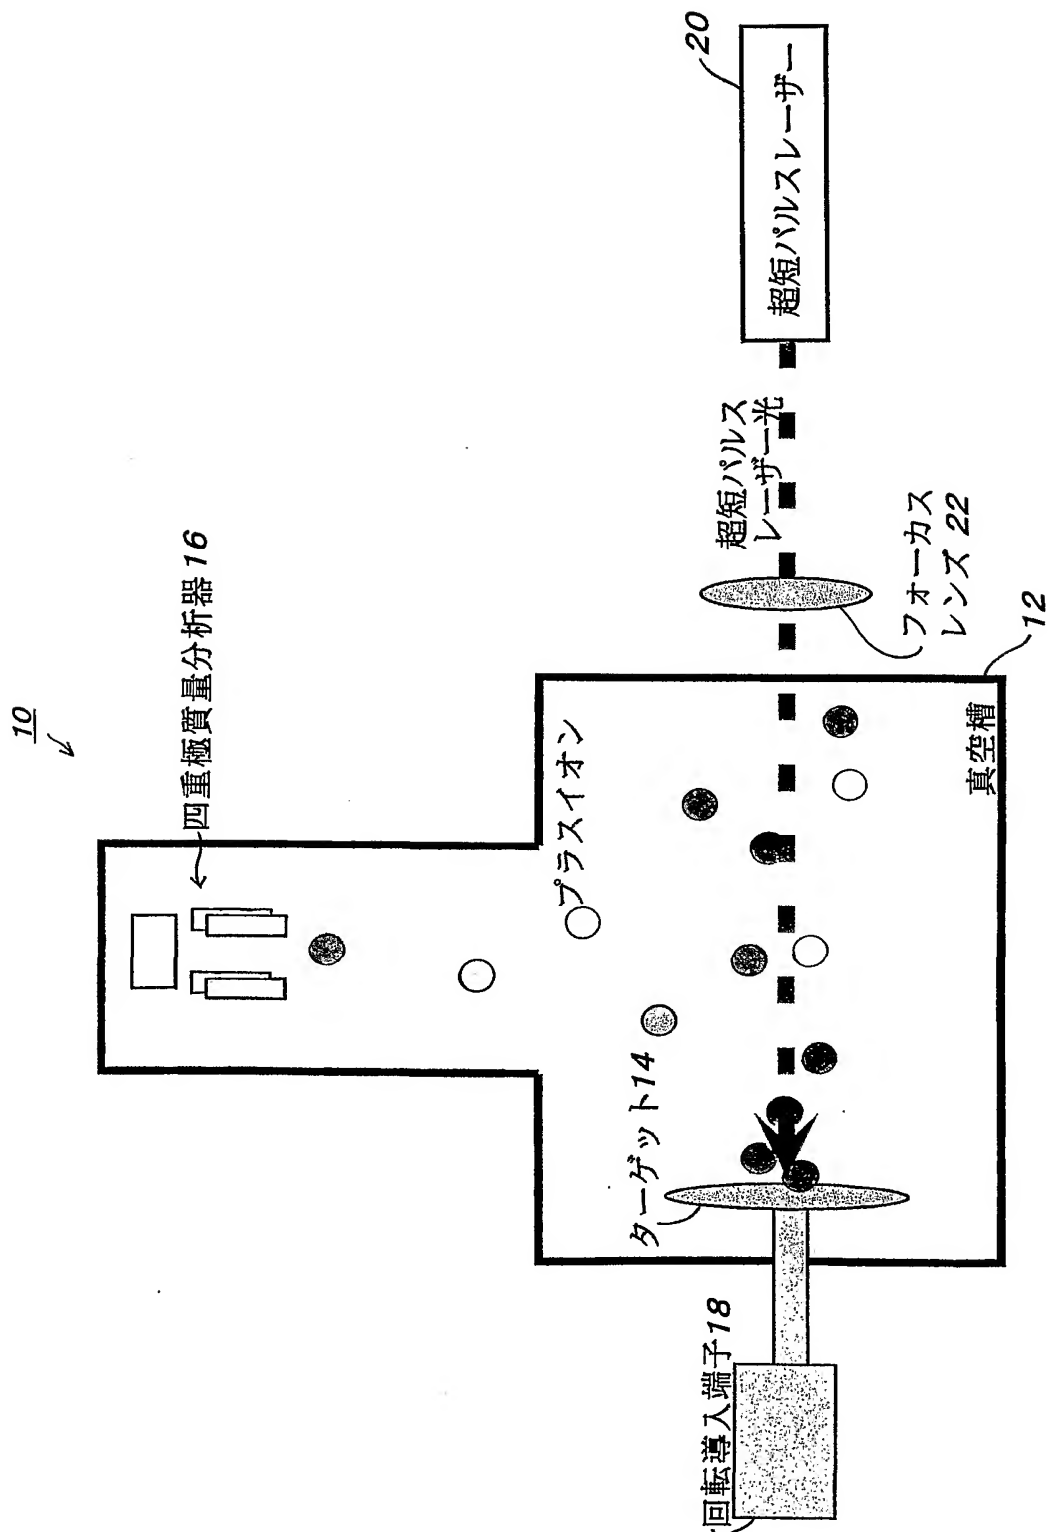 10
四重極質量分析器 16
プラスイオン
ターゲット14
回転導入端子18
20
超短パルスレーザー
超短パルス
レーザー光
フォーカス
レンズ 22
真空槽
12